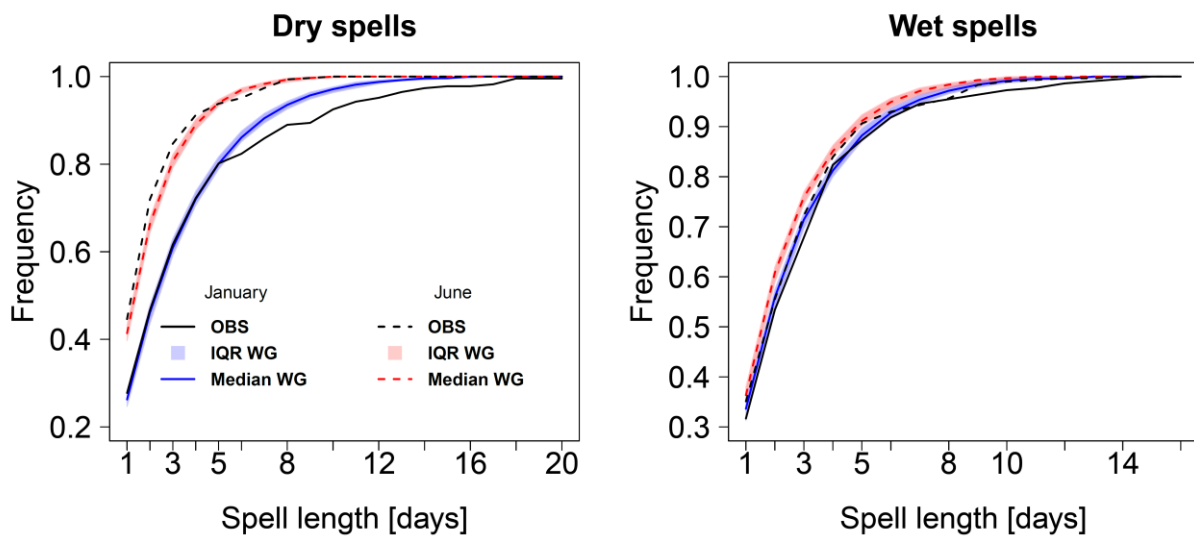 Dry spells
Frequency
1.0
0.8
0.6
0.4
0.2
January June
OBS OBS
IQR WG IQR WG
Median WG Median WG
1 3 5 8 12 16 20
Spell length [days]
Wet spells
Frequency
1.0
0.9
0.8
0.7
0.6
0.5
0.4
0.3
1 3 5 8 10 14
Spell length [days]